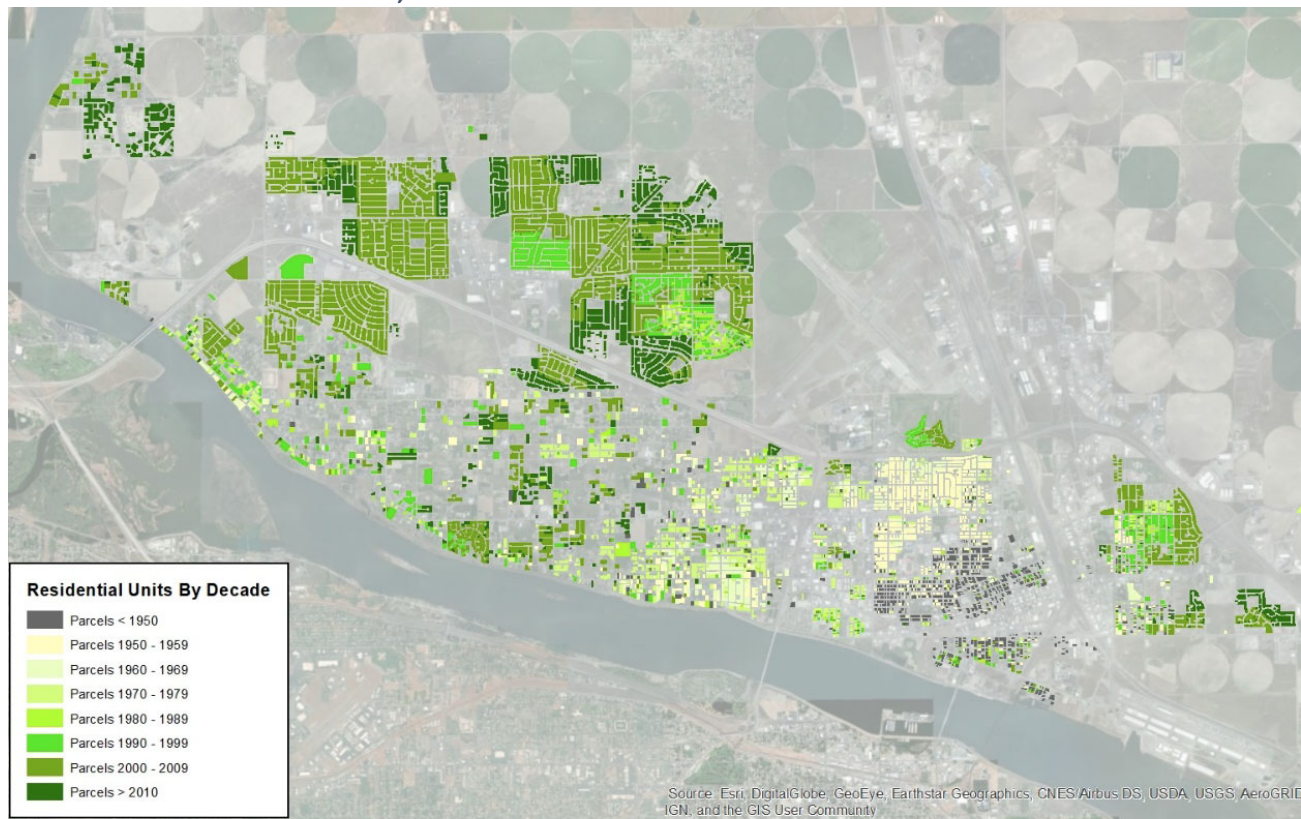 Residential Units By Decade
Parcels < 1950
Parcels 1950 - 1959
Parcels 1960 - 1969
Parcels 1970 - 1979
Parcels 1980 - 1989
Parcels 1990 - 1999
Parcels 2000 - 2009
Parcels > 2010
Source: Esri, DigitalGlobe, GeoEye, Earthstar Geographics, CNES/Airbus DS, USDA, USGS, AeroGRID
IGN, and the GIS User Community